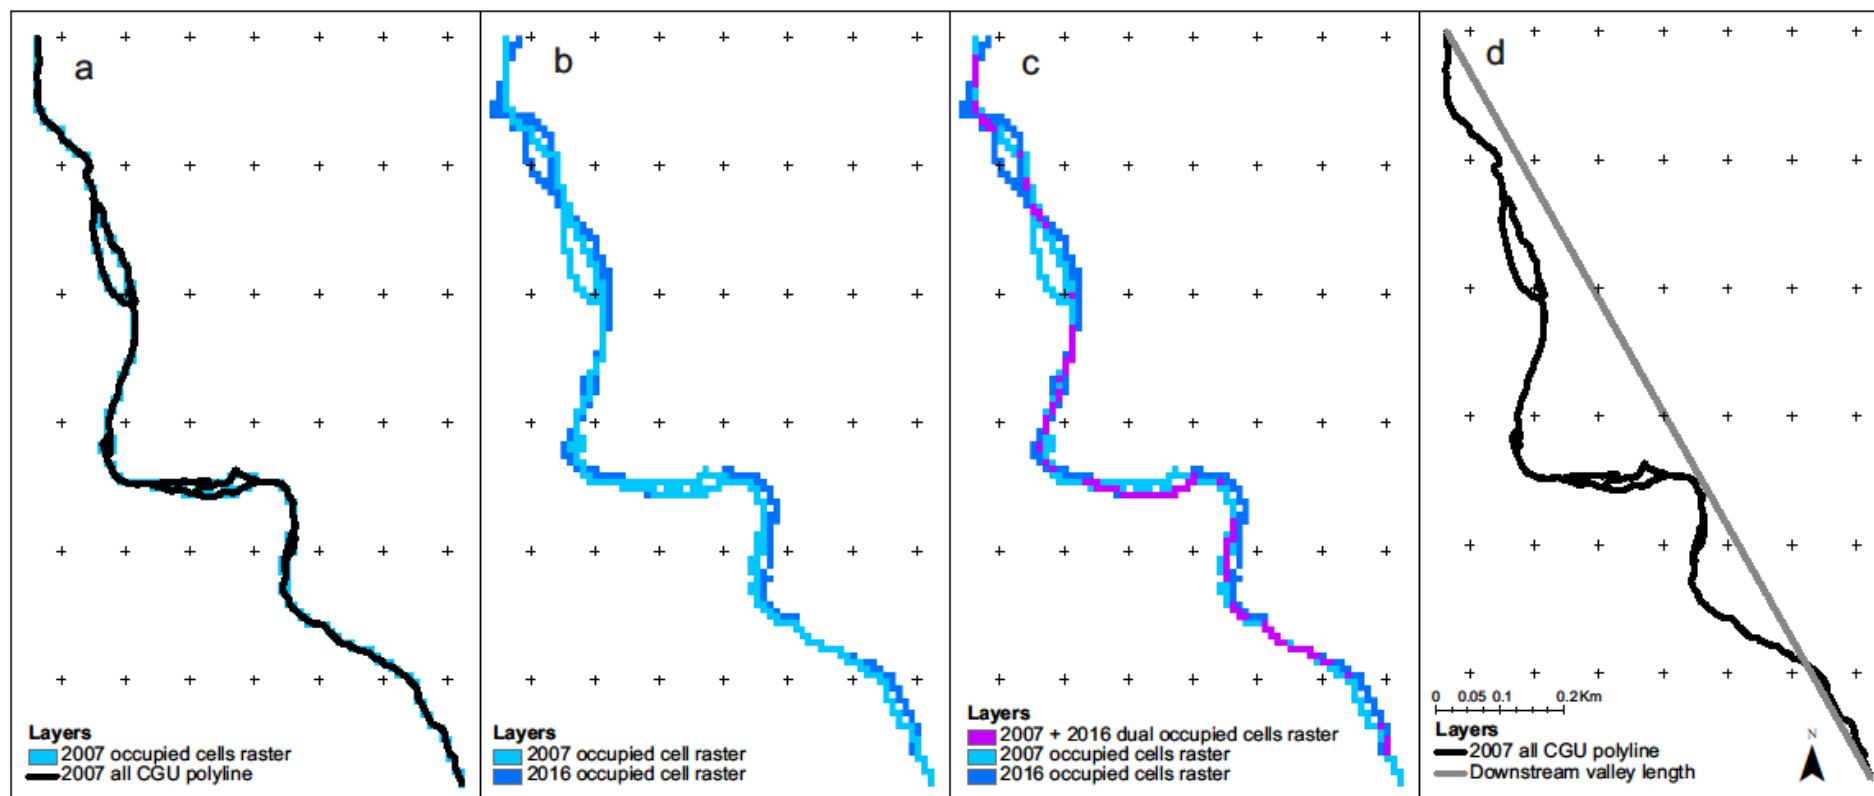 a
Layers
2007 occupied cells raster
2007 all CGU polyline
b
Layers
2007 occupied cell raster
2016 occupied cell raster
c
Layers
2007 + 2016 dual occupied cells raster
2007 occupied cells raster
2016 occupied cells raster
d
0 0.05 0.1 0.2Km
Layers
2007 all CGU polyline
Downstream valley length
N